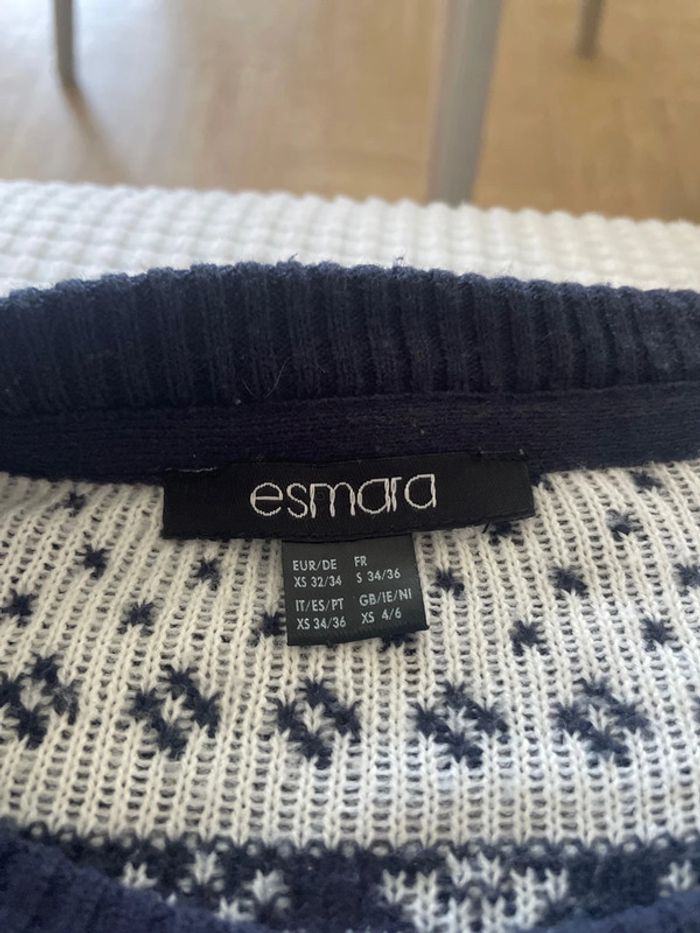 esmara
EUR/DE FR
XS 32/34 S 34/36
IT/ES/PT GB/IE/NI
XS 34/36 XS 4/6